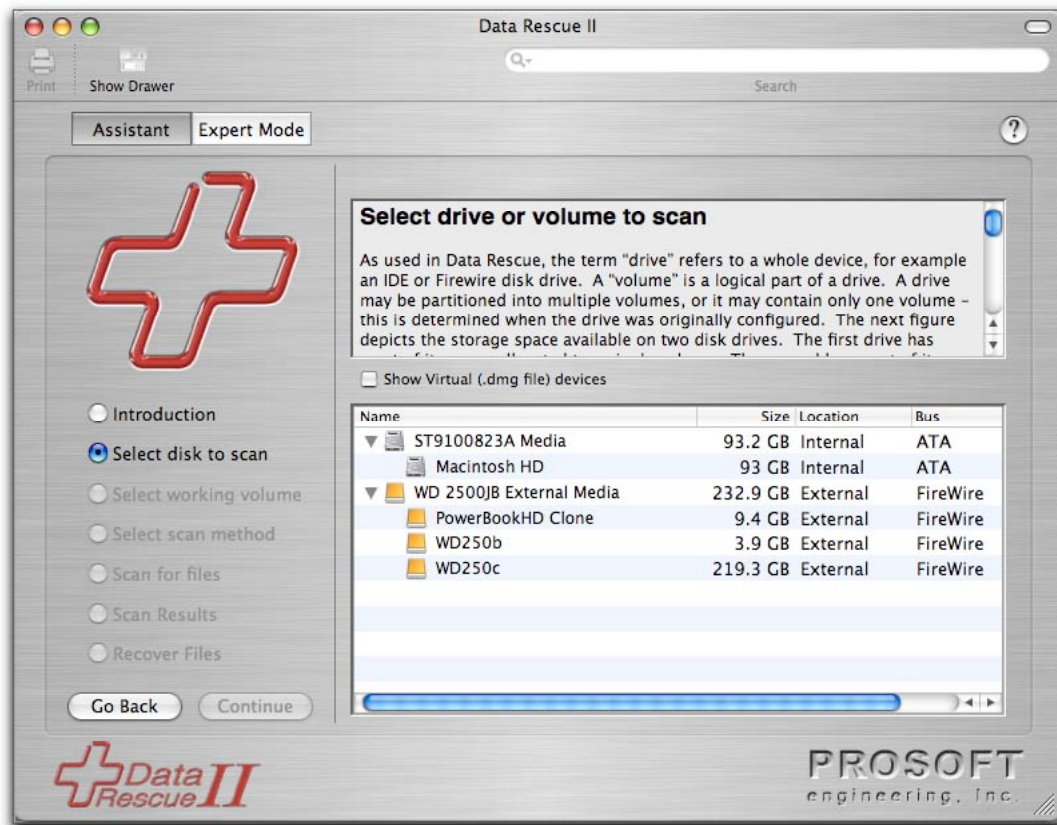 Data Rescue II
Print
Show Drawer
Search
Assistant
Expert Mode
?
Select drive or volume to scan
As used in Data Rescue, the term “drive” refers to a whole device, for example
an IDE or Firewire disk drive. A “volume” is a logical part of a drive. A drive
may be partitioned into multiple volumes, or it may contain only one volume –
this is determined when the drive was originally configured. The next figure
depicts the storage space available on two disk drives. The first drive has
Show Virtual (.dmg file) devices
Introduction
Select disk to scan
Select working volume
Select scan method
Scan for files
Scan Results
Recover Files
Go Back
Continue
Name Size Location Bus
ST9100823A Media 93.2 GB Internal ATA
Macintosh HD 93 GB Internal ATA
WD 2500JB External Media 232.9 GB External FireWire
PowerBookHD Clone 9.4 GB External FireWire
WD250b 3.9 GB External FireWire
WD250c 219.3 GB External FireWire
Data
Rescue II
PROSOFT
engineering, inc.